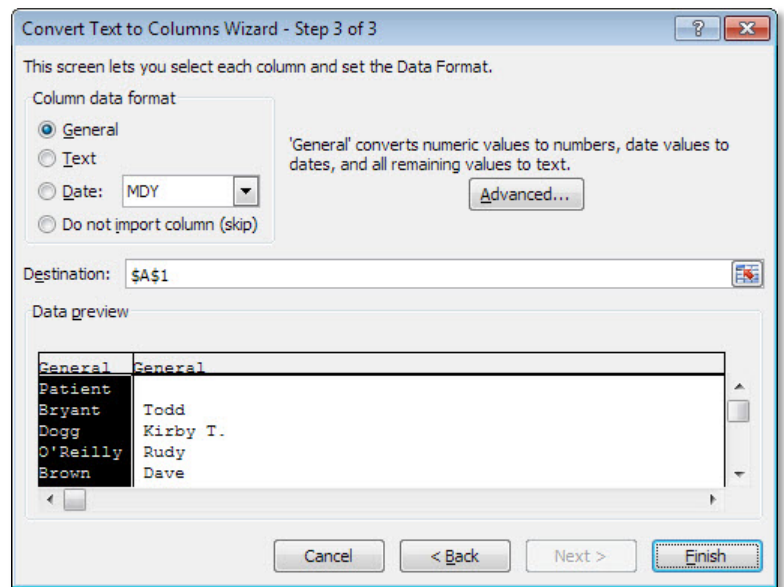 Convert Text to Columns Wizard - Step 3 of 3
This screen lets you select each column and set the Data Format.
Column data format
General
Text
Date: MDY
Do not import column (skip)
'General' converts numeric values to numbers, date values to
dates, and all remaining values to text.
Advanced...
Destination: $A$1
Data preview
General General
Patient
Bryant Todd
Dogg Kirby T.
O'Reilly Rudy
Brown Dave
Cancel < Back Next > Finish